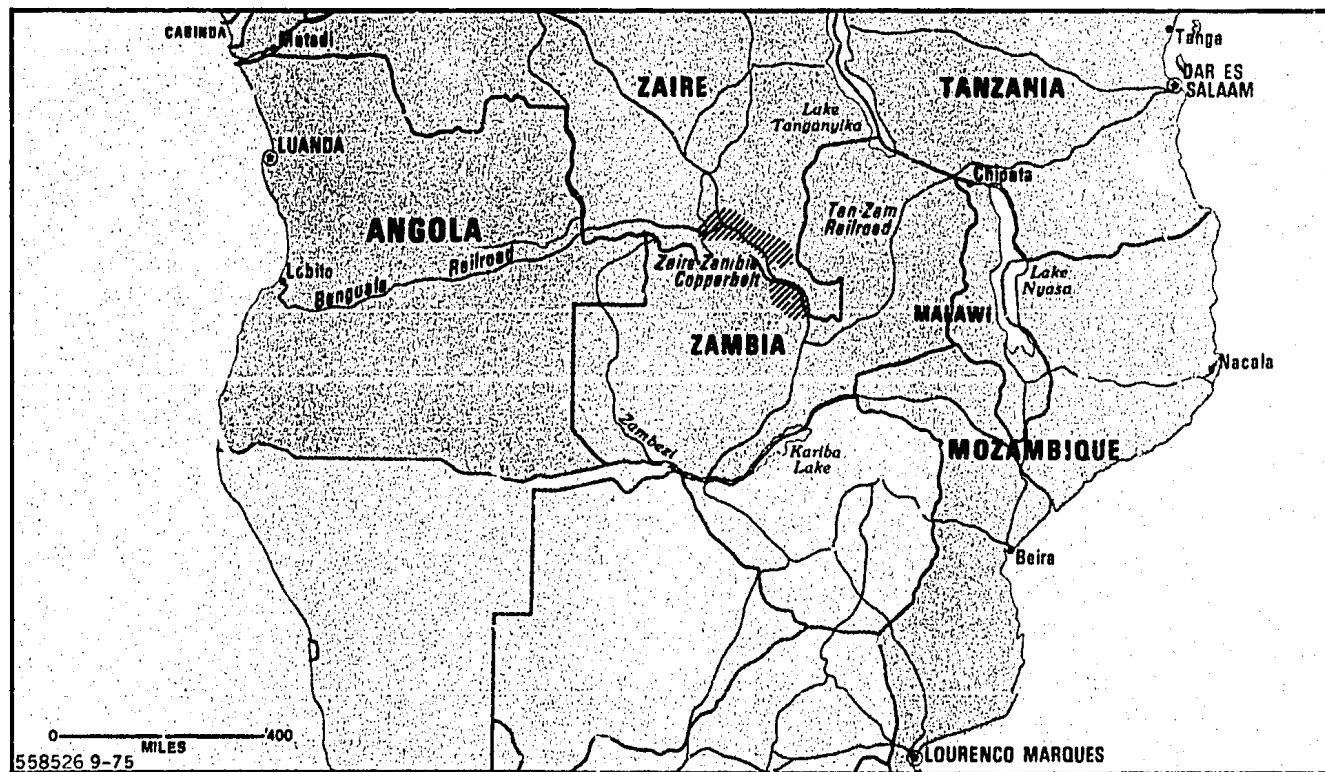 CABINDA
Matadi
Tanga
ZAIRE
TANZANIA
DAR ES
SALAAM
Lake
Tanganyika
LUANDA
Chipata
ANGOLA
Tan-Zam
Railroad
Lobito
Benguela Railroad
Zaire-Zambia
Copperbelt
Lake
Nyasa
MALAWI
ZAMBIA
Nacala
Zambezi
Kariba
Lake
MOZAMBIQUE
Beira
0 400
MILES
LOURENCO MARQUES
558526 9-75